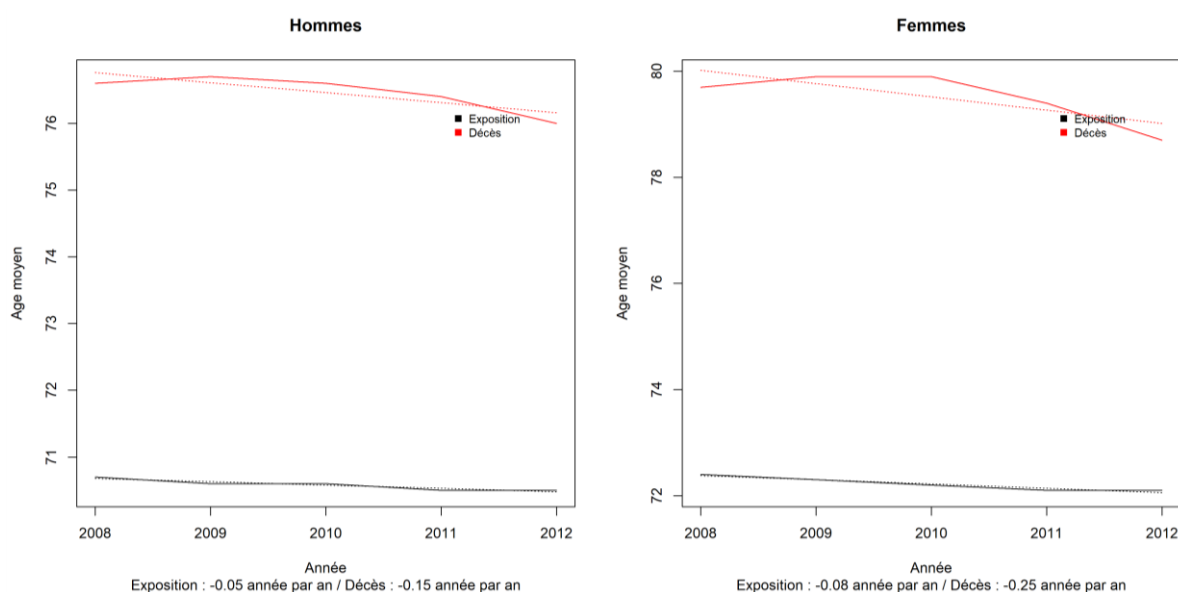 Hommes
Age moyen
76
75
74
73
72
71
Exposition
Décès
2008 2009 2010 2011 2012
Année
Exposition : -0.05 année par an / Décès : -0.15 année par an
Femmes
Age moyen
80
78
76
74
72
Exposition
Décès
2008 2009 2010 2011 2012
Année
Exposition : -0.08 année par an / Décès : -0.25 année par an